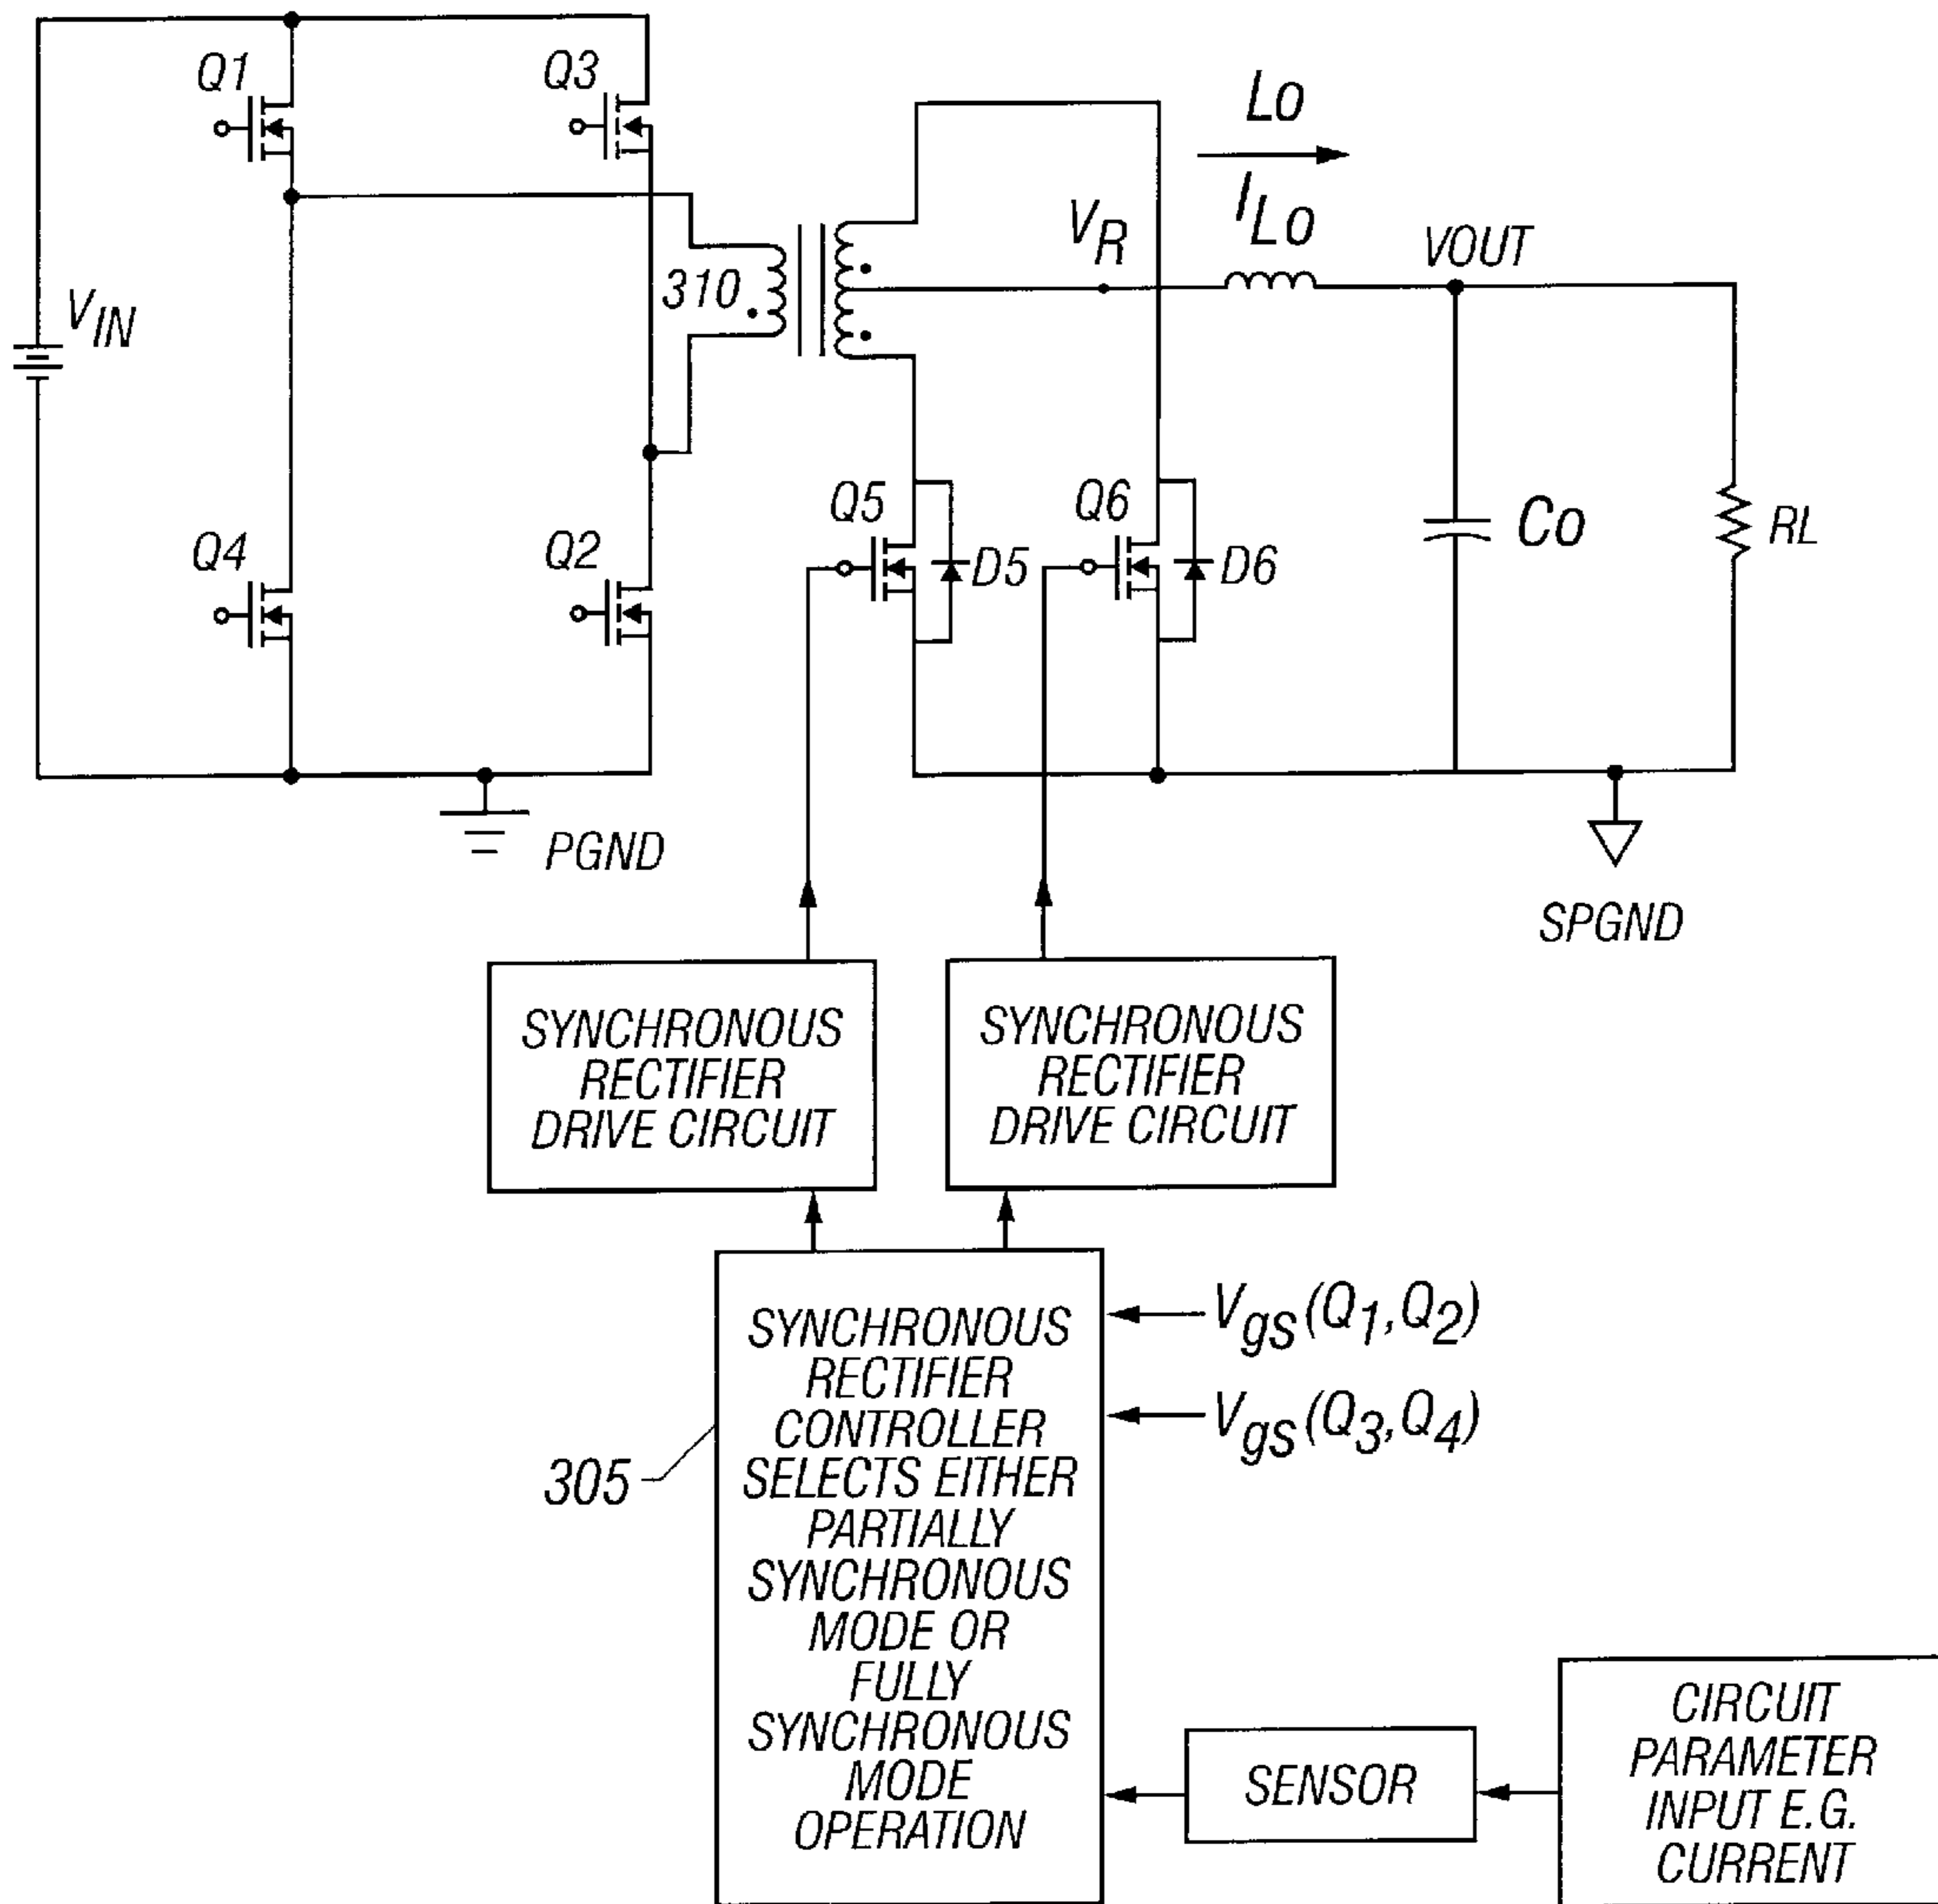 Q1
Q3
Lo
ILo
VR
VOUT
VIN
310
Q5
Q6
Co
RL
Q4
Q2
D5
D6
PGND
SPGND
SYNCHRONOUS
RECTIFIER
DRIVE CIRCUIT
SYNCHRONOUS
RECTIFIER
DRIVE CIRCUIT
SYNCHRONOUS
RECTIFIER
CONTROLLER
SELECTS EITHER
PARTIALLY
SYNCHRONOUS
MODE OR
FULLY
SYNCHRONOUS
MODE
OPERATION
Vgs(Q1,Q2)
Vgs(Q3,Q4)
305
SENSOR
CIRCUIT
PARAMETER
INPUT E.G.
CURRENT